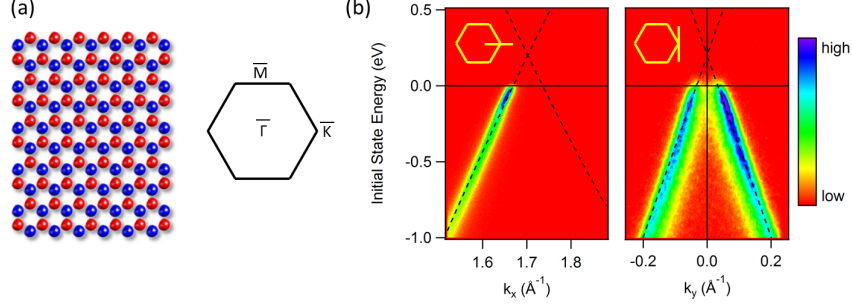 (a)
M
Γ
K
(b)
Initial State Energy (eV)
0.5
0.0
-0.5
-1.0
1.6 1.7 1.8
kx (Å-1)
-0.2 0.0 0.2
ky (Å-1)
high
low